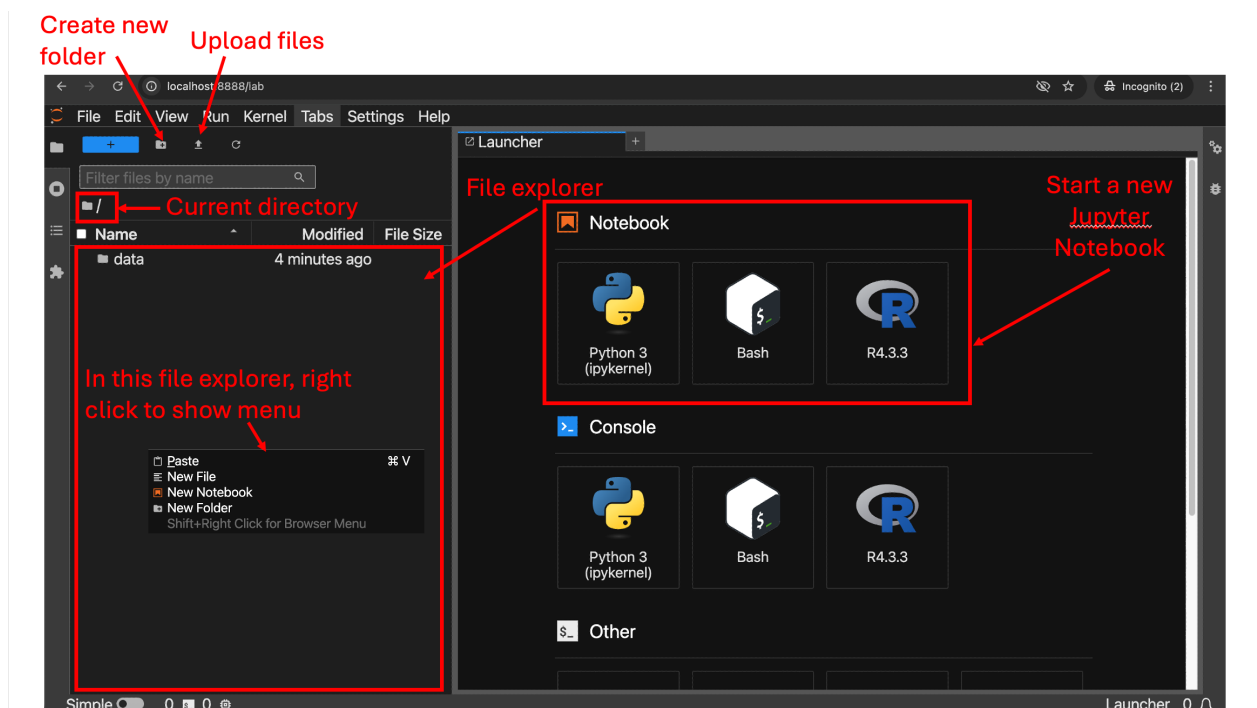 Create new
folder
Upload files
localhost:8888/lab
Incognito (2)
File Edit View Run Kernel Tabs Settings Help
+
Launcher
+
Filter files by name
/
Current directory
Name
Modified
File Size
data
4 minutes ago
File explorer
In this file explorer, right
click to show menu
Paste
⌘ V
New File
New Notebook
New Folder
Shift+Right Click for Browser Menu
Start a new
Jupyter
Notebook
Notebook
Python 3
(ipykernel)
$_
Bash
R
R4.3.3
Console
Python 3
(ipykernel)
$_
Bash
R
R4.3.3
$_ Other
Simple
0
0
Launcher
0